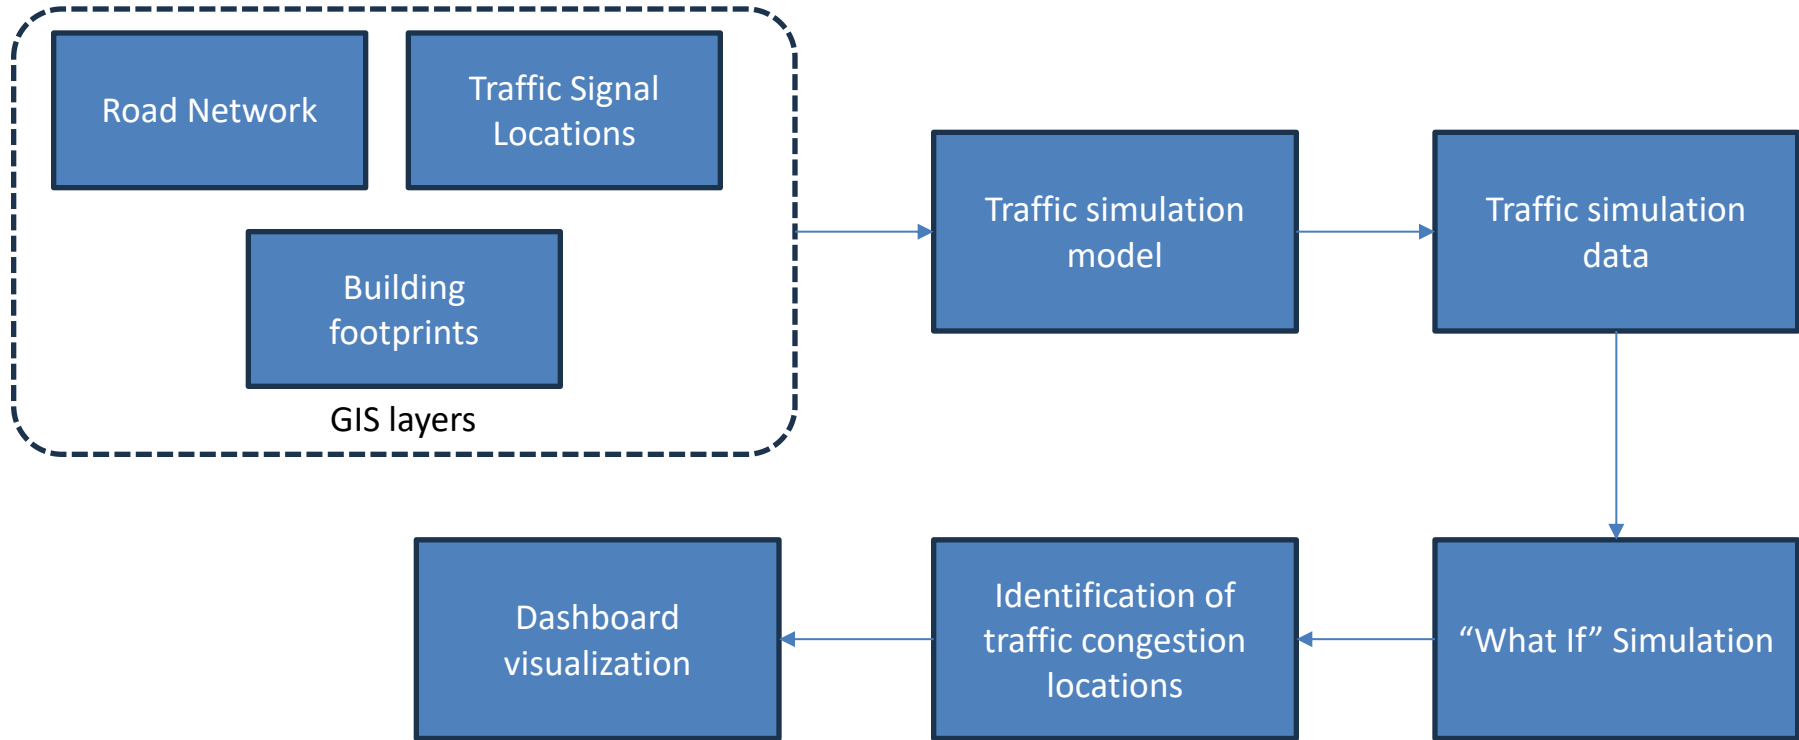 Road Network
Traffic Signal
Locations
Building
footprints
GIS layers
Traffic simulation
model
Traffic simulation
data
“What If” Simulation
Identification of
traffic congestion
locations
Dashboard
visualization